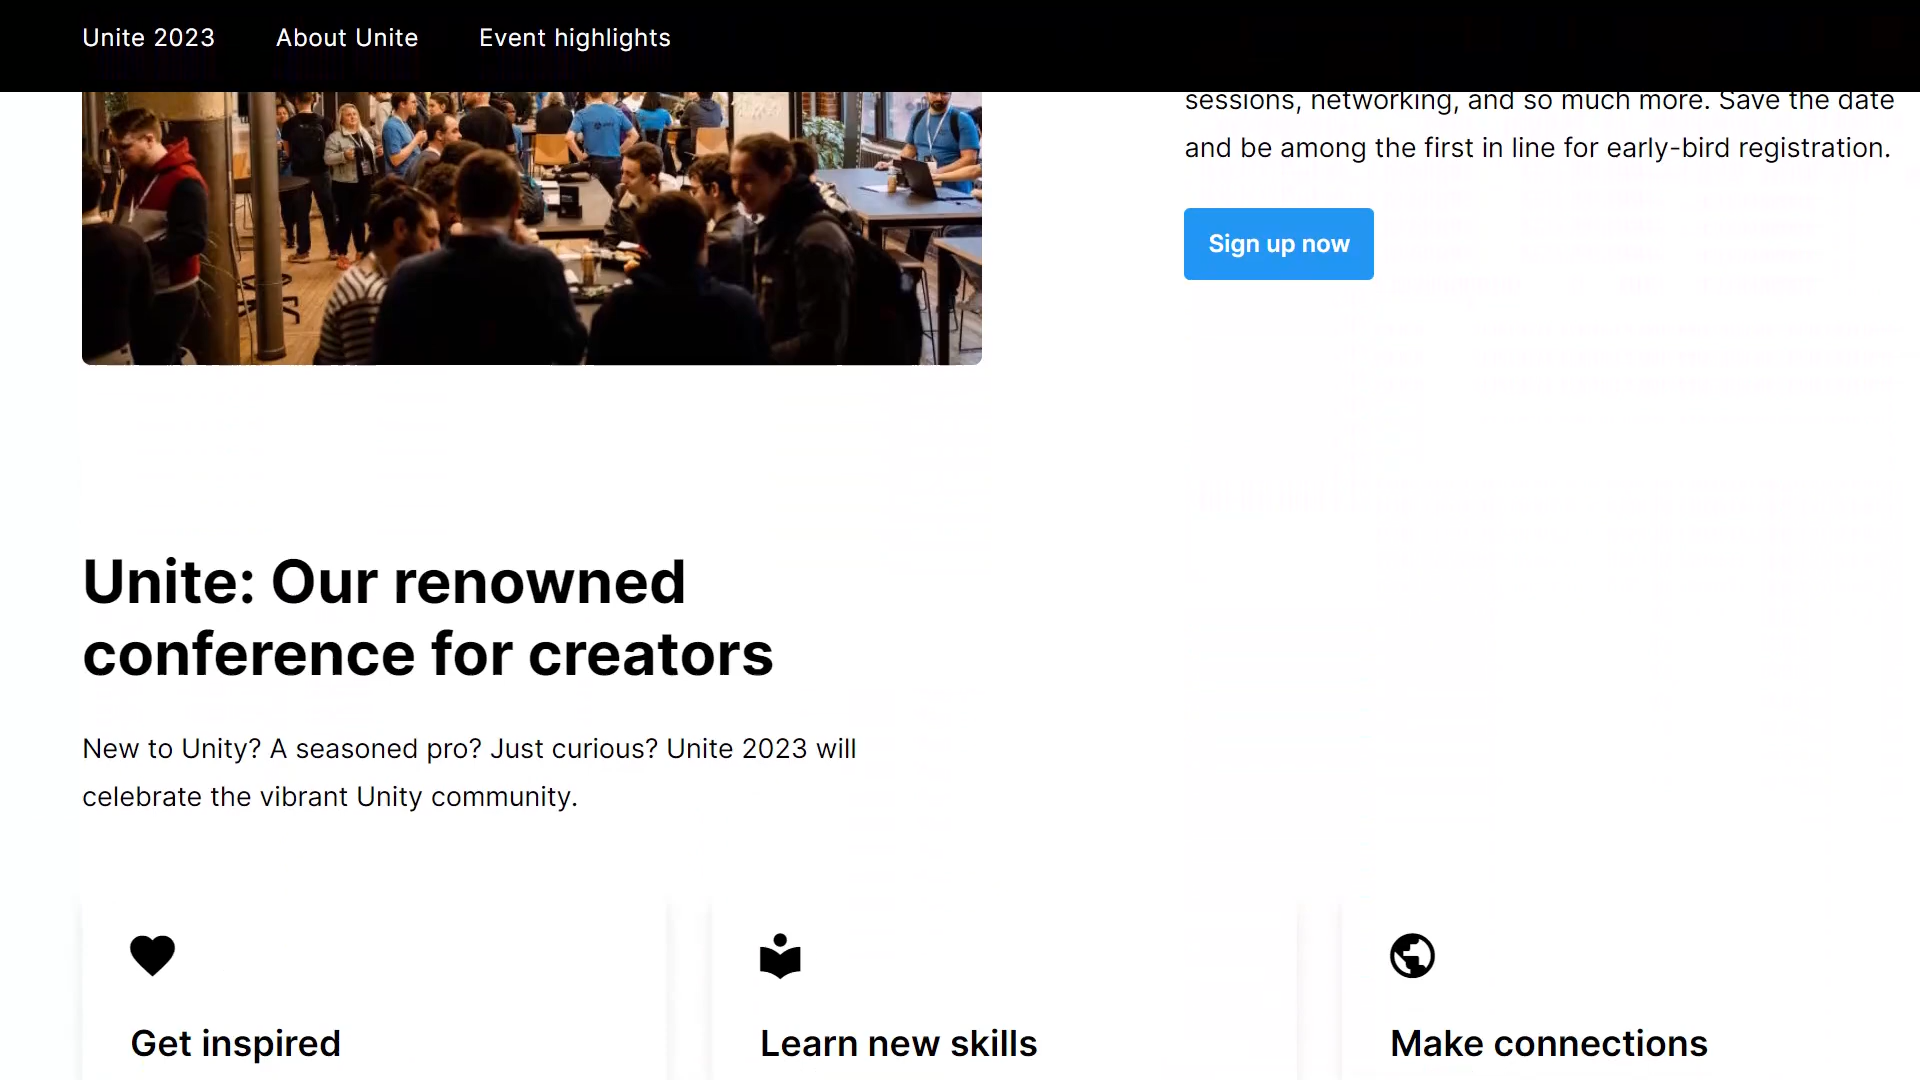 Unite 2023
About Unite
Event highlights
sessions, networking, and so much more. Save the date
and be among the first in line for early-bird registration.
Sign up now
Unite: Our renowned
conference for creators
New to Unity? A seasoned pro? Just curious? Unite 2023 will
celebrate the vibrant Unity community.
Get inspired
Learn new skills
Make connections